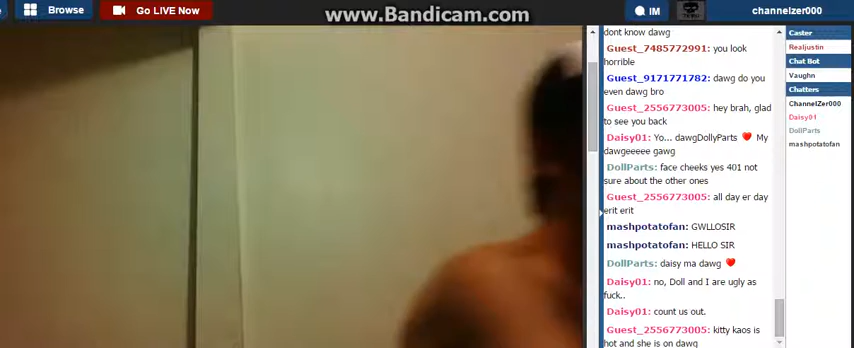 Browse
Go LIVE Now
www.Bandicam.com
IM
channelzer000
dont know dawg
Guest_7485772991: you look
horrible
Guest_9171771782: dawg do you
even dawg bro
Guest_2556773005: hey brah, glad
to see you back
Daisy01: Yo... dawgDollyParts ❤ My
dawgeeeee gawg
DollParts: face cheeks yes 401 not
sure about the other ones
Guest_2556773005: all day er day
erit erit
mashpotatofan: GWLLOSIR
mashpotatofan: HELLO SIR
DollParts: daisy ma dawg ❤
Daisy01: no, Doll and I are ugly as
fuck..
Daisy01: count us out.
Guest_2556773005: kitty kaos is
hot and she is on dawg
Caster
Realjustin
Chat Bot
Vaughn
Chatters
ChannelZer000
Daisy01
DollParts
mashpotatofan